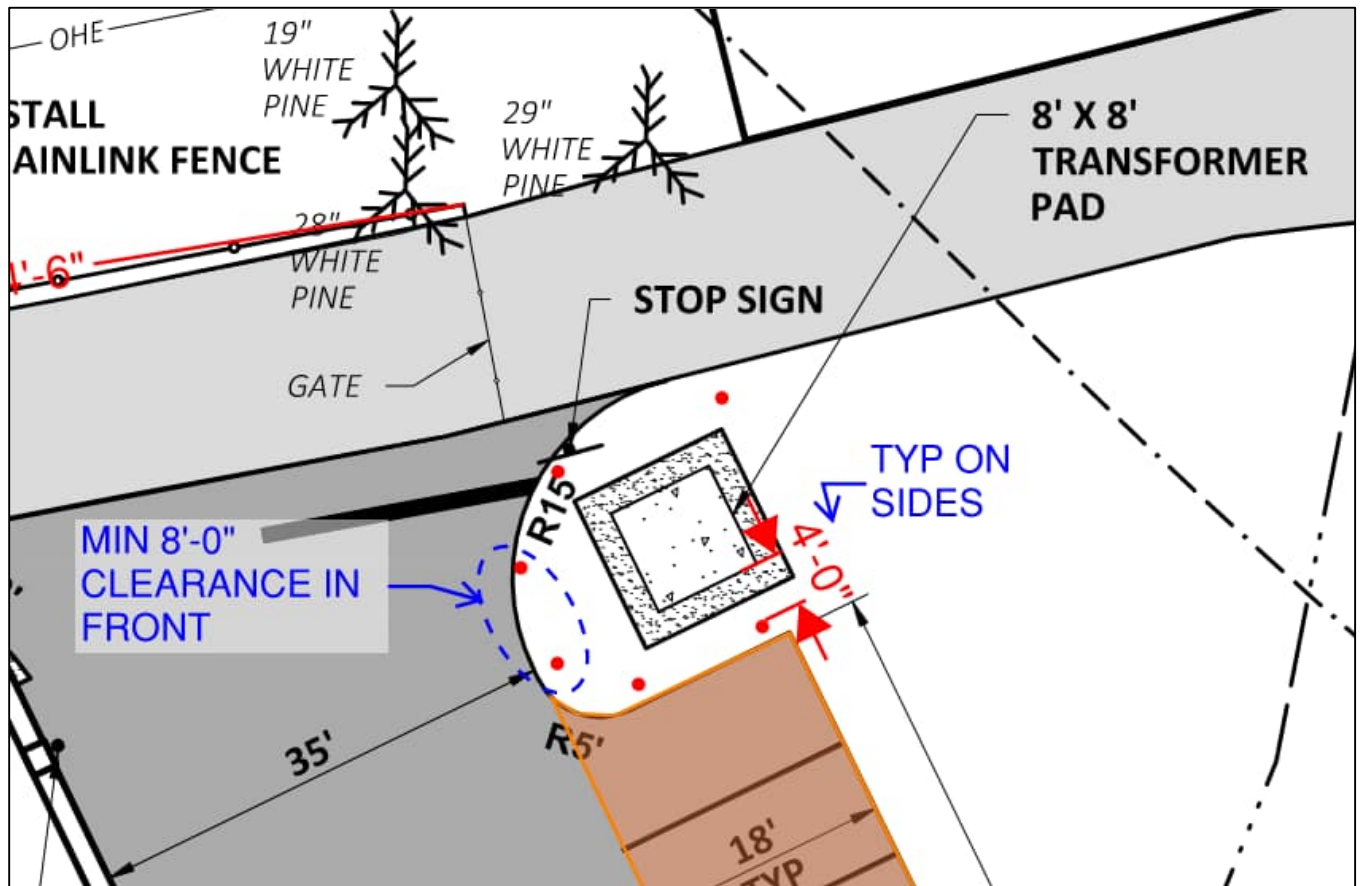 OHE
19"
WHITE
PINE
STALL
AINLINK FENCE
29"
WHITE
PINE
8' X 8'
TRANSFORMER
PAD
28"
WHITE
PINE
'-6"
STOP SIGN
GATE
TYP ON
SIDES
R15'
4'-0"
MIN 8'-0"
CLEARANCE IN
FRONT
35'
R5'
18'
TYP